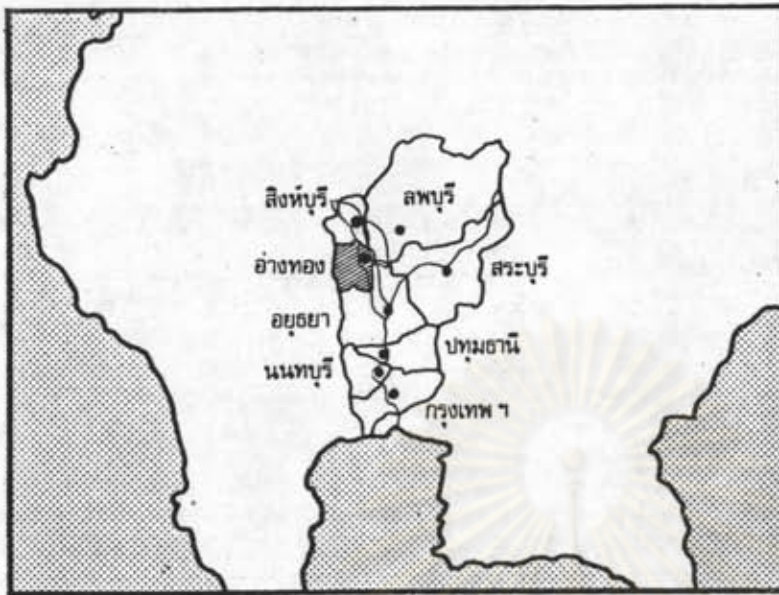 สิงห์บุรี
ลพบุรี
อ่างทอง
สระบุรี
อยุธยา
ปทุมธานี
นนทบุรี
กรุงเทพ ฯ